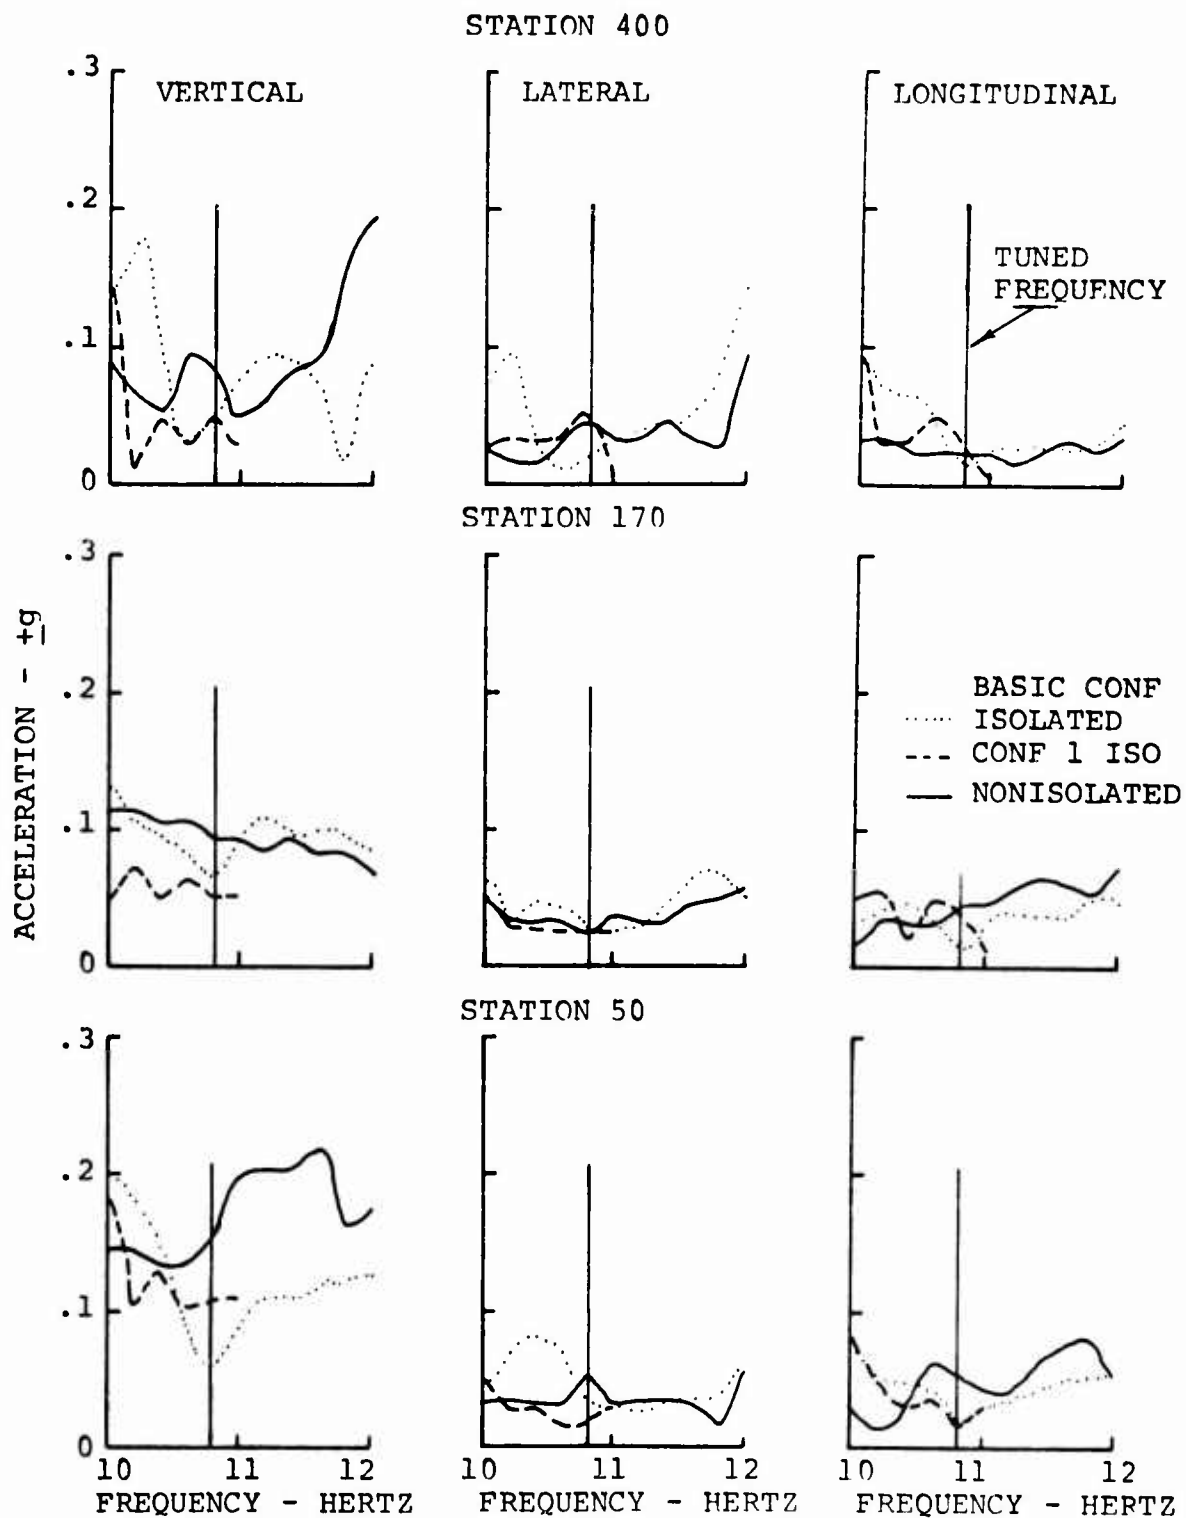 STATION 400
VERTICAL
LATERAL
LONGITUDINAL
.3
.2
.1
0
TUNED
FREQUENCY
STATION 170
ACCELERATION - ±g
.3
.2
.1
0
BASIC CONF
ISOLATED
CONF 1 ISO
NONISOLATED
STATION 50
.3
.2
.1
0
10 11 12 10 11 12 10 11 12
FREQUENCY - HERTZ FREQUENCY - HERTZ FREQUENCY - HERTZ